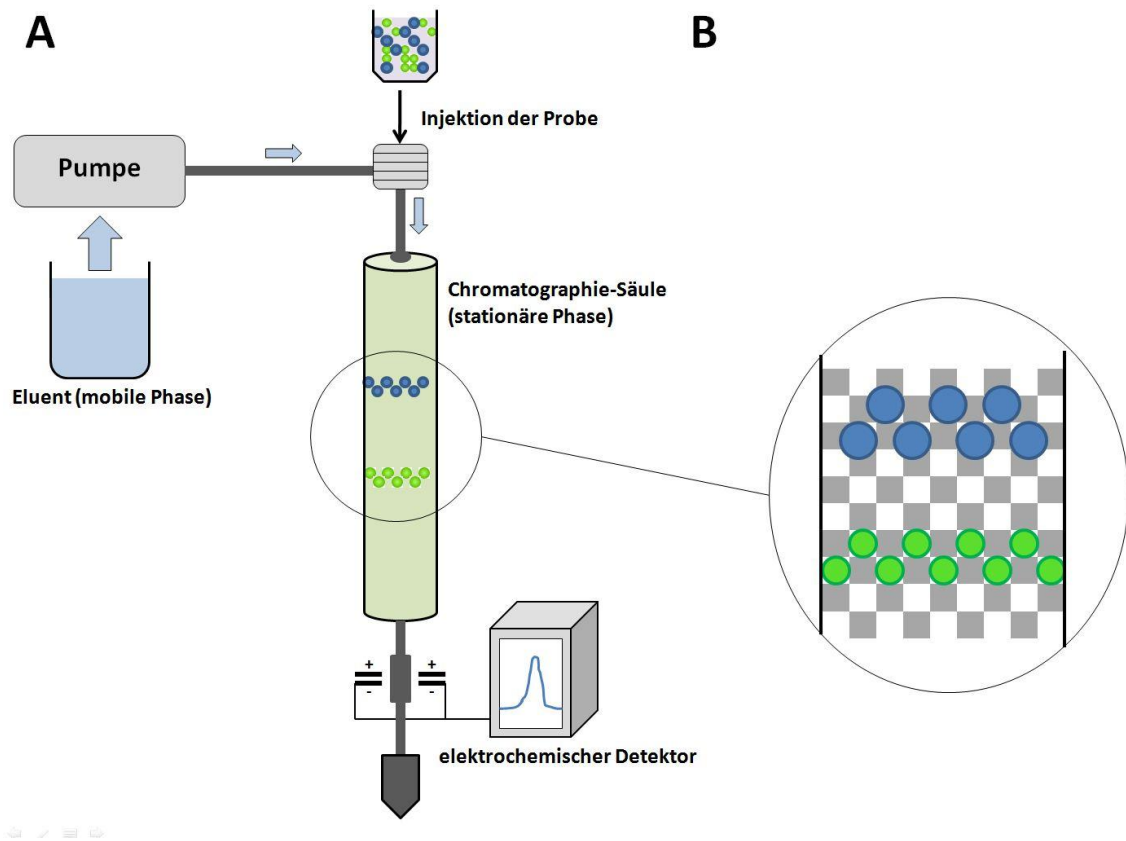 A
B
Injektion der Probe
Pumpe
Chromatographie-Säule
(stationäre Phase)
Eluent (mobile Phase)
+
+
-
-
elektrochemischer Detektor